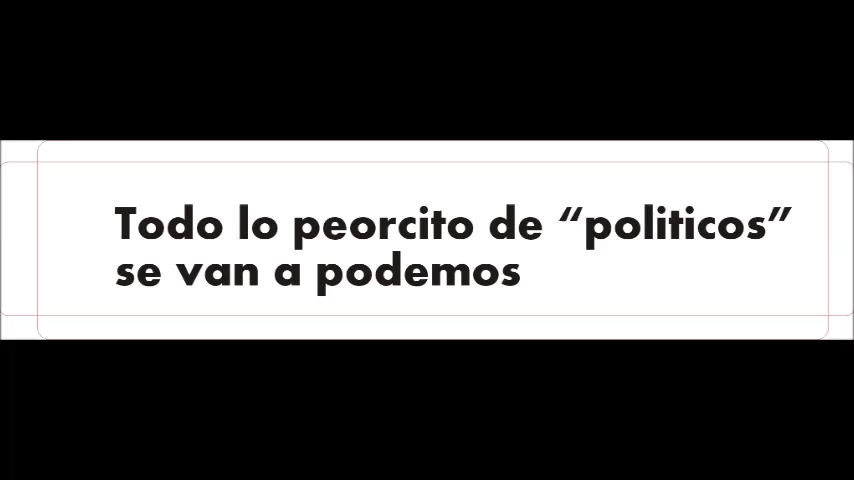 Todo lo peorcito de “politicos”
se van a podemos